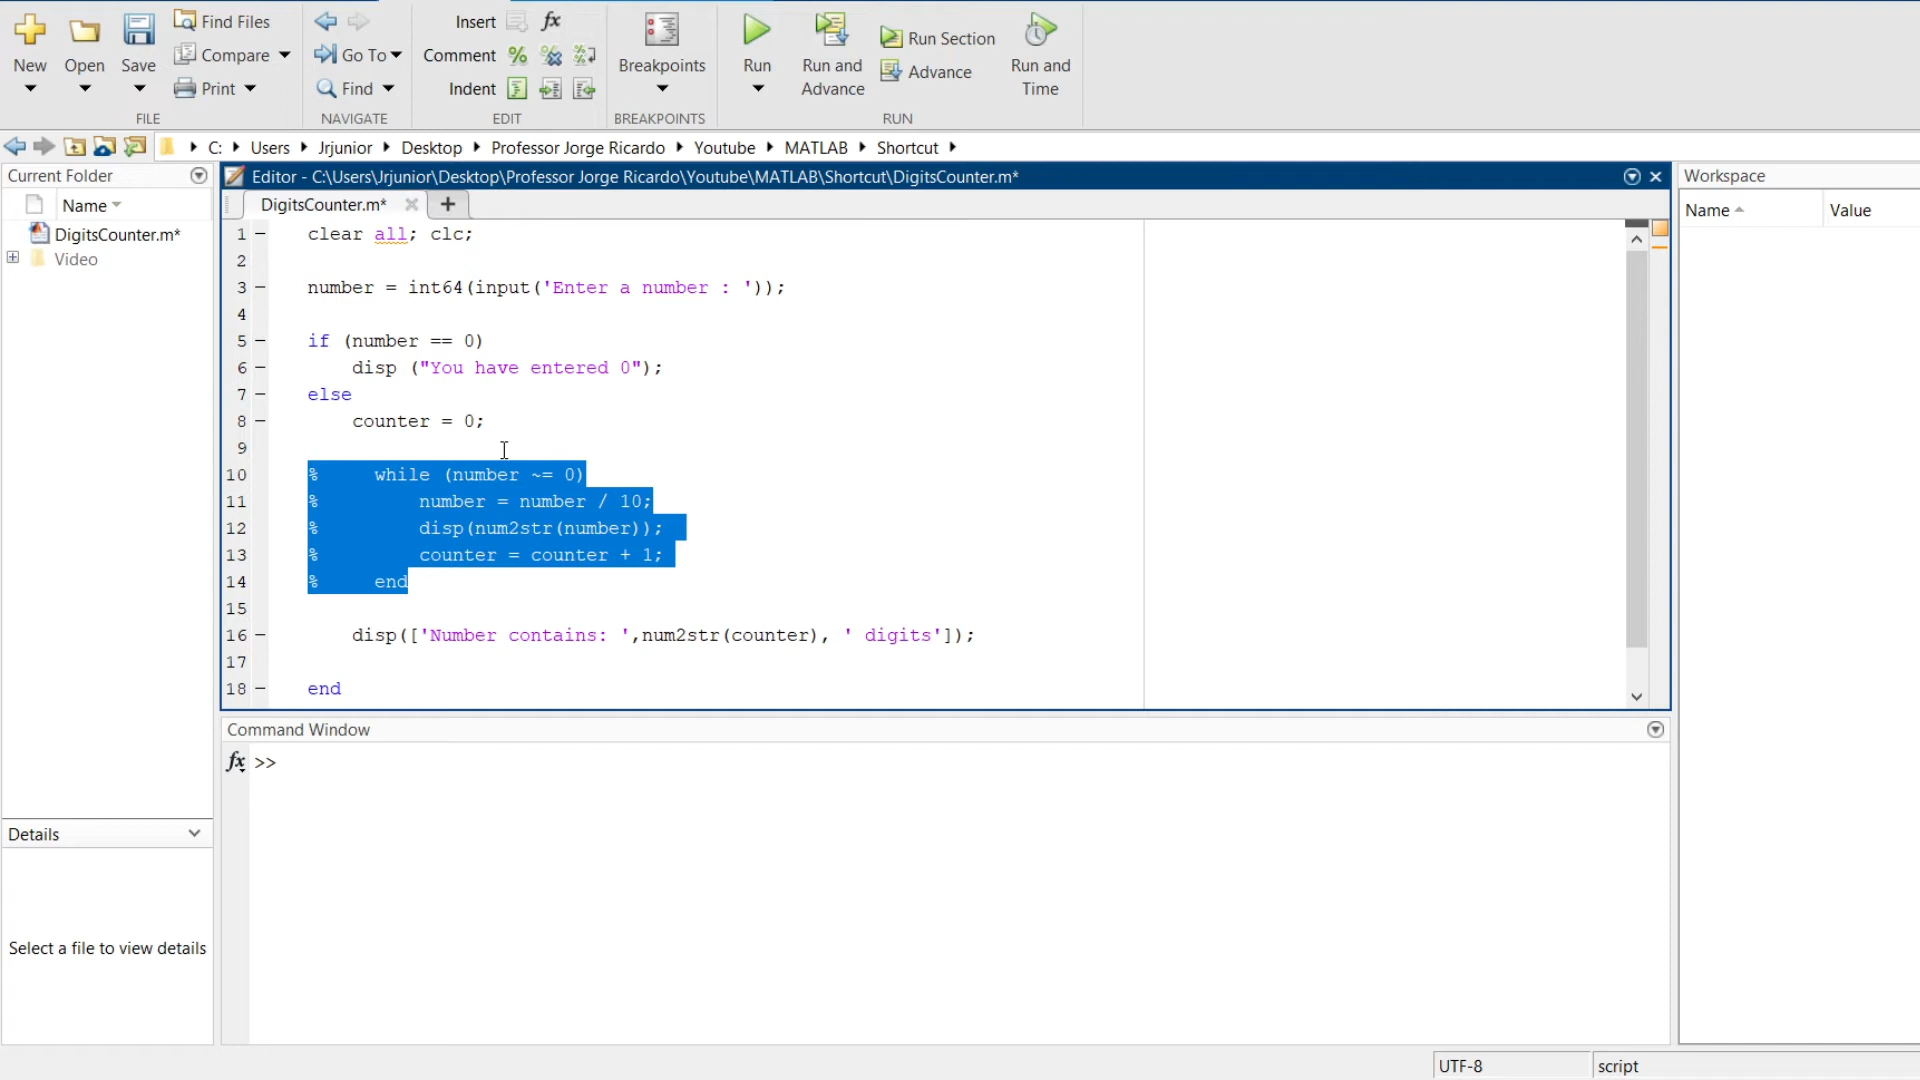 New
Open
Save
Find Files
Compare
Print
FILE
Go To
Find
NAVIGATE
Insert fx
Comment % %
Indent
EDIT
Breakpoints
BREAKPOINTS
Run
Run and
Advance
Run Section
Advance
Run and
Time
RUN
C: Users Jrjunior Desktop Professor Jorge Ricardo Youtube MATLAB Shortcut
Current Folder
Name
DigitsCounter.m*
Video
Details
Select a file to view details
Editor - C:\Users\Jrjunior\Desktop\Professor Jorge Ricardo\Youtube\MATLAB\Shortcut\DigitsCounter.m*
DigitsCounter.m* +
1 - clear all; clc;
2
3 - number = int64(input('Enter a number : '));
4
5 - if (number == 0)
6 - disp ("You have entered 0");
7 - else
8 - counter = 0;
9
10 % while (number ~= 0)
11 % number = number / 10;
12 % disp(num2str(number));
13 % counter = counter + 1;
14 % end
15
16 - disp(['Number contains: ',num2str(counter), ' digits']);
17
18 - end
Command Window
fx >>
Workspace
Name Value
UTF-8 script